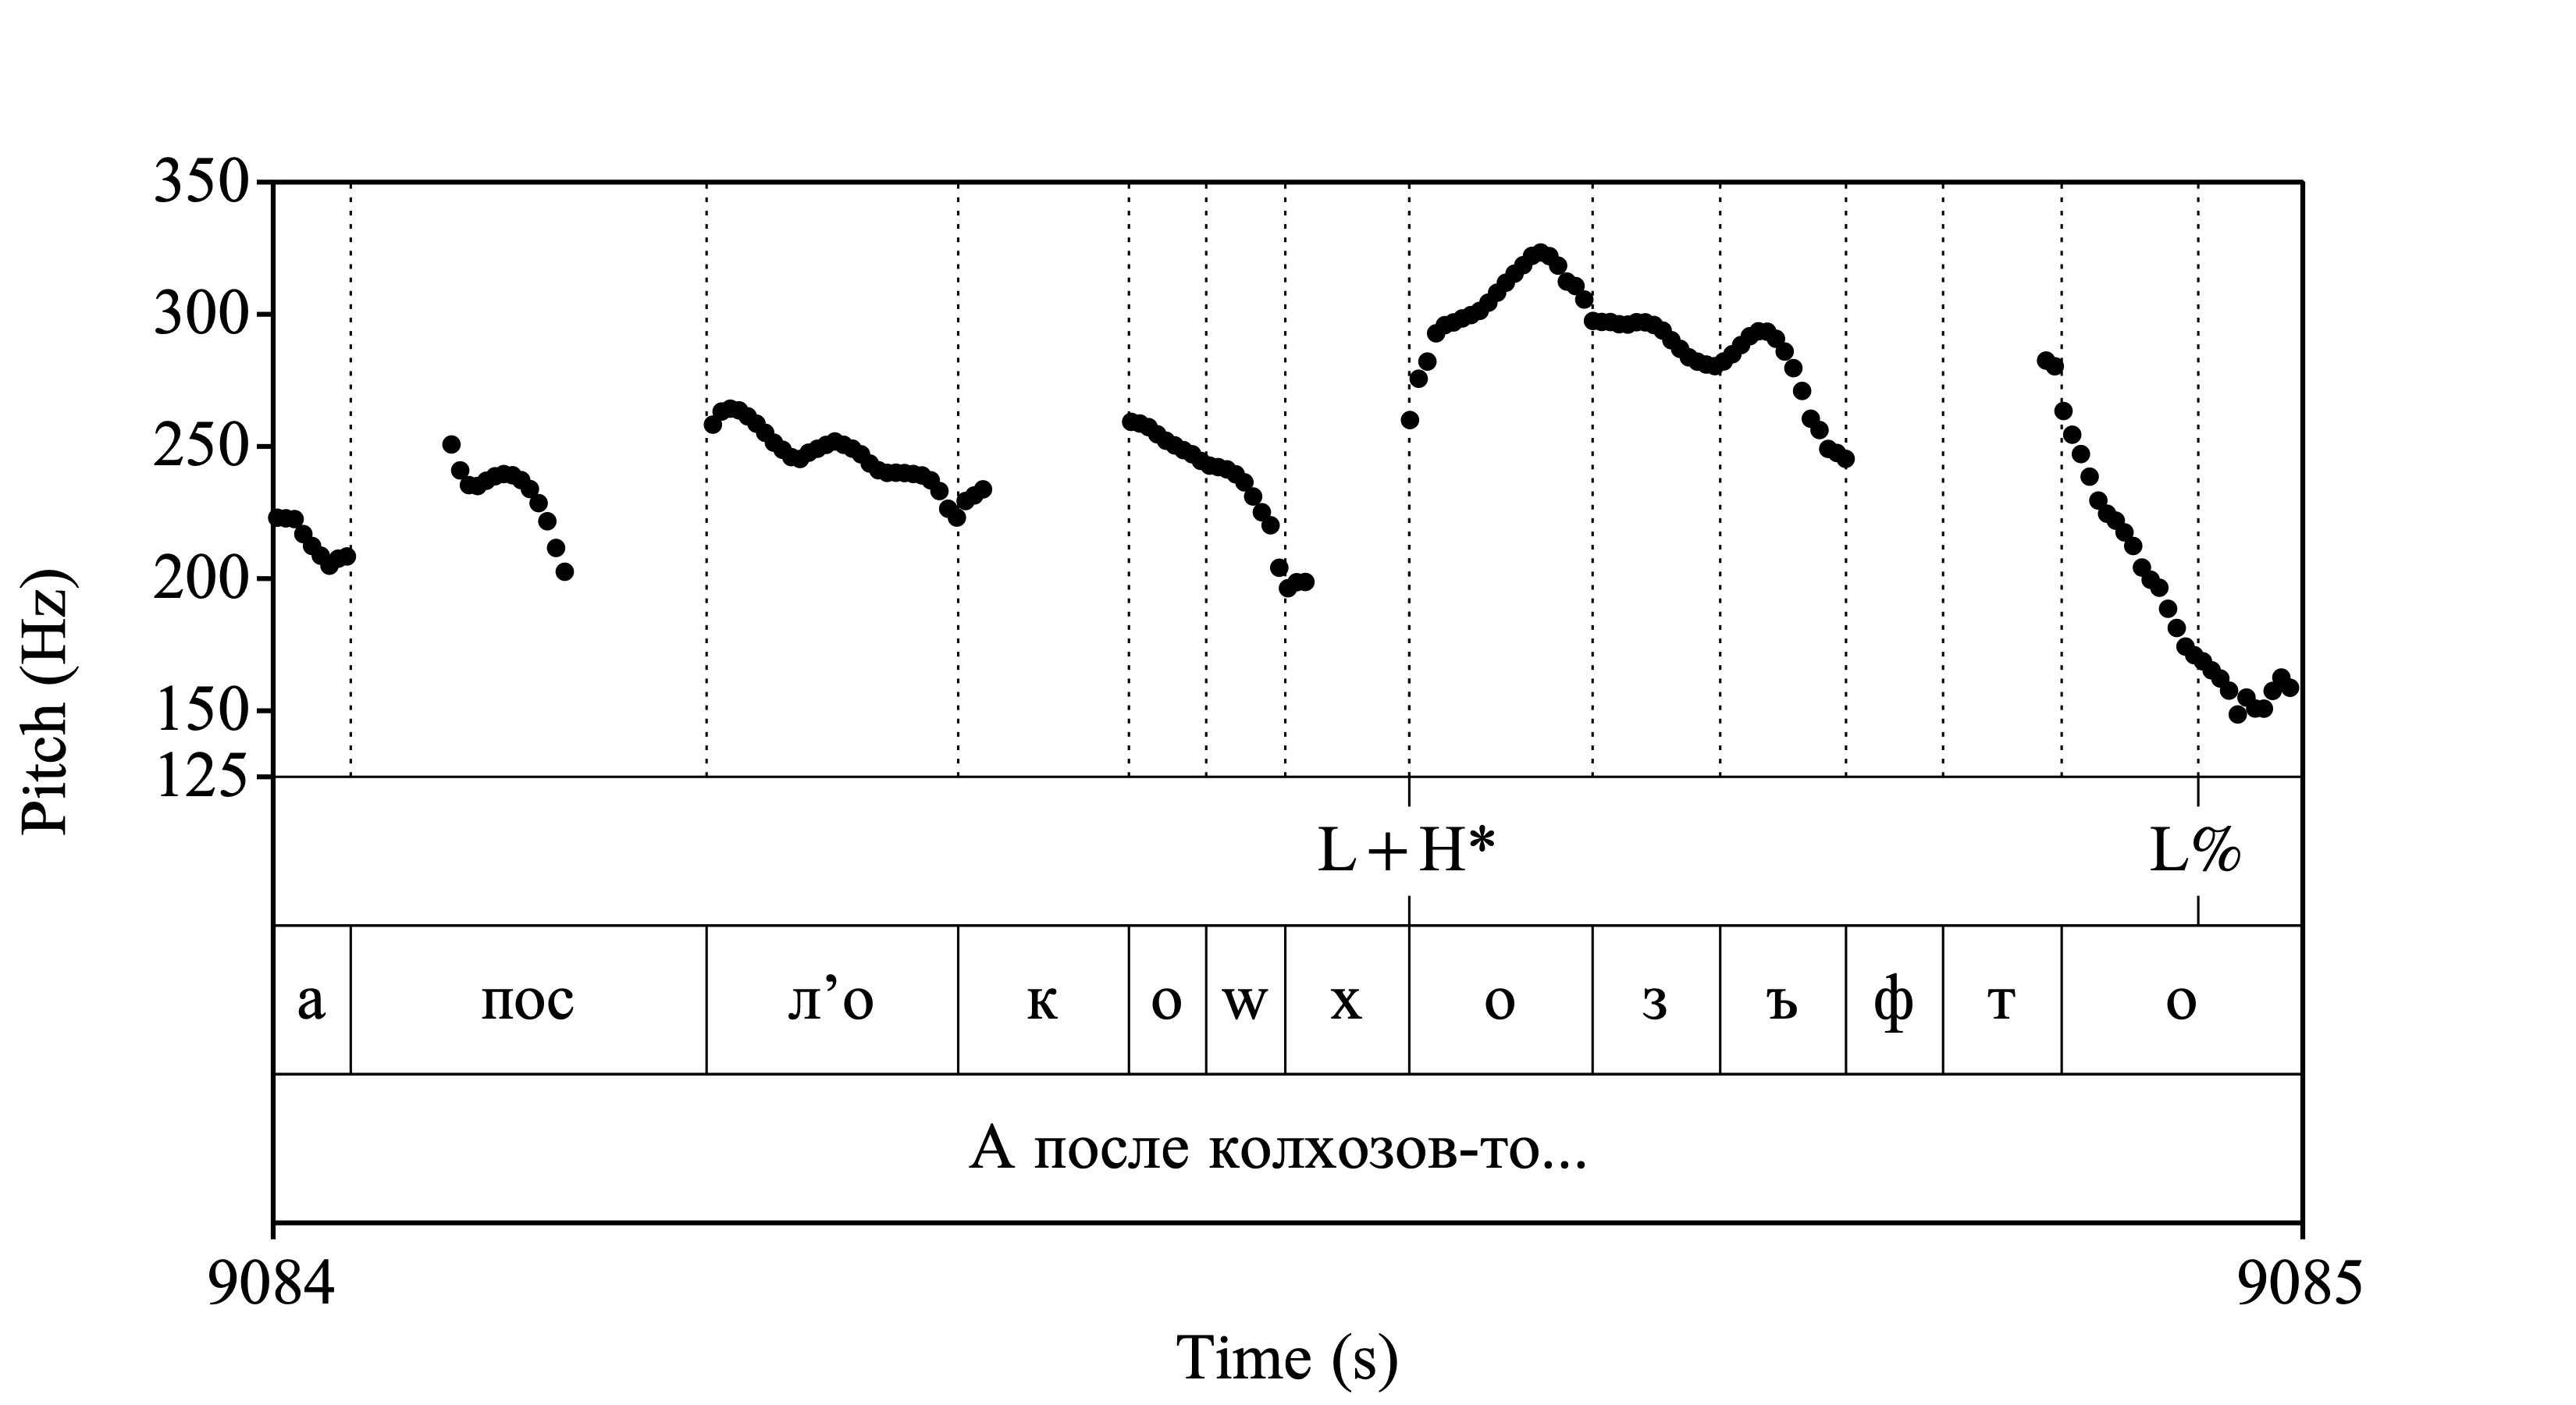 350
300
250
200
150
125
Pitch (Hz)
L+H* L%
а пос л’о к о w х о з ъ ф т о
А после колхозов-то...
9084 9085
Time (s)